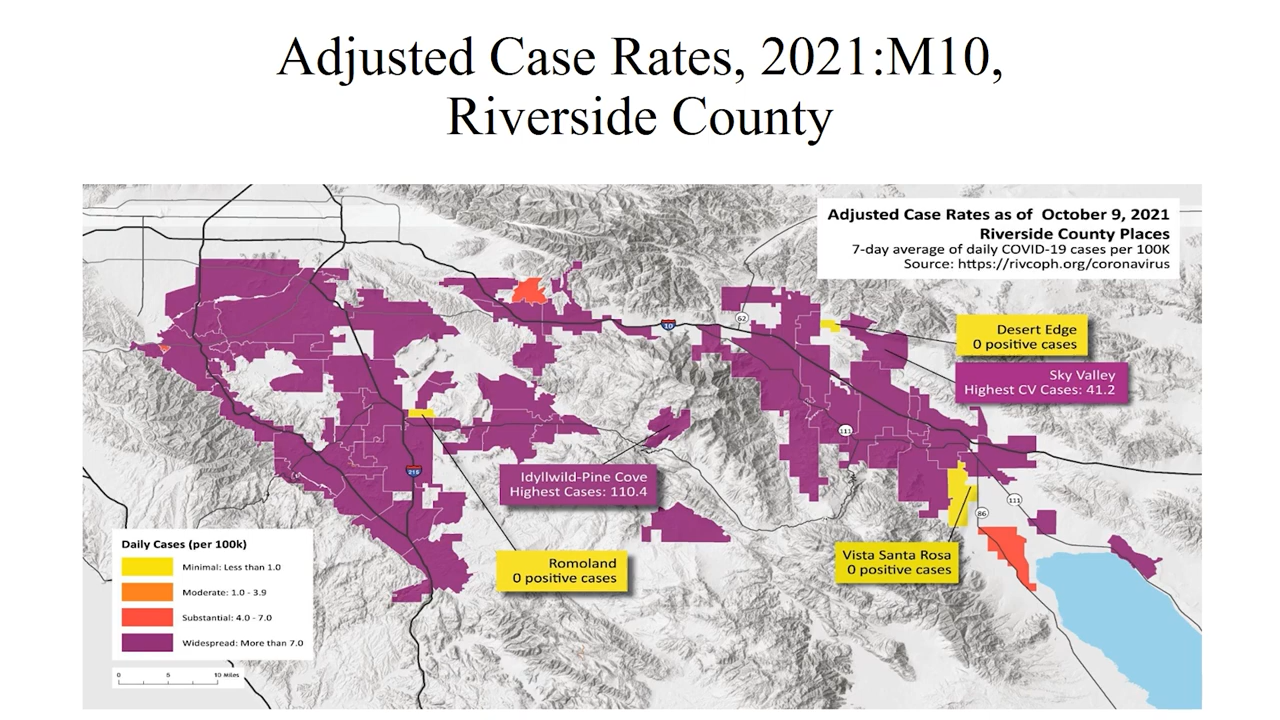 Adjusted Case Rates, 2021:M10,
Riverside County
Adjusted Case Rates as of October 9, 2021
Riverside County Places
7-day average of daily COVID-19 cases per 100K
Source: https://rivcoph.org/coronavirus
62
10
Desert Edge
0 positive cases
Sky Valley
Highest CV Cases: 41.2
111
215
Idyllwild-Pine Cove
Highest Cases: 110.4
111
86
Romoland
0 positive cases
Vista Santa Rosa
0 positive cases
Daily Cases (per 100k)
Minimal: Less than 1.0
Moderate: 1.0 - 3.9
Substantial: 4.0 - 7.0
Widespread: More than 7.0
0 5 10 Miles